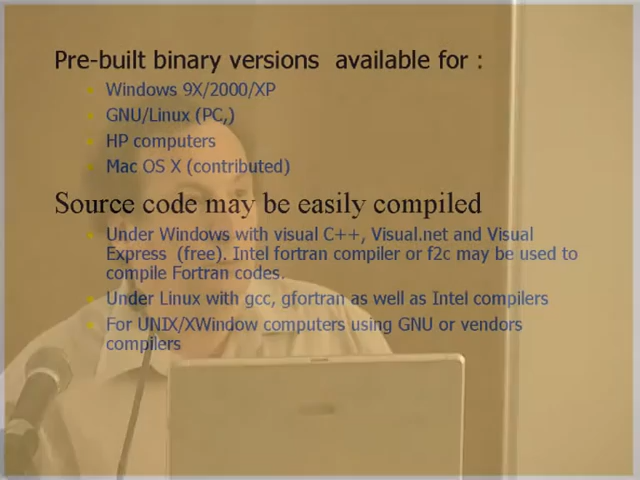 Pre-built binary versions  available for :
Windows 9X/2000/XP
GNU/Linux (PC,)
HP computers
Mac OS X (contributed)
Source code may be easily compiled
Under Windows with visual C++, Visual.net and Visual
Express  (free). Intel fortran compiler or f2c may be used to
compile Fortran codes.
Under Linux with gcc, gfortran as well as Intel compilers
For UNIX/XWindow computers using GNU or vendors
compilers